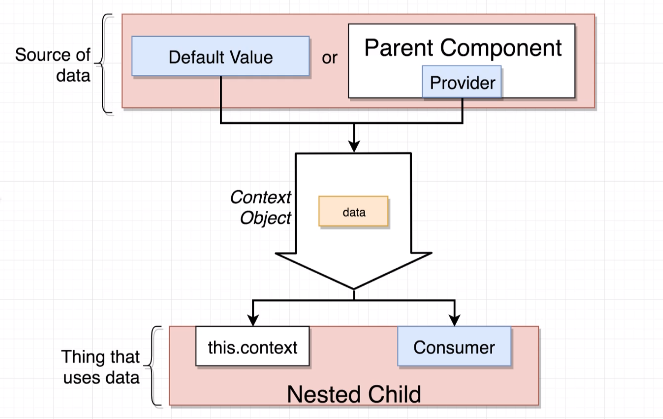 Source of
data
Default Value
or
Parent Component
Provider
Context
Object
data
Thing that
uses data
this.context
Consumer
Nested Child